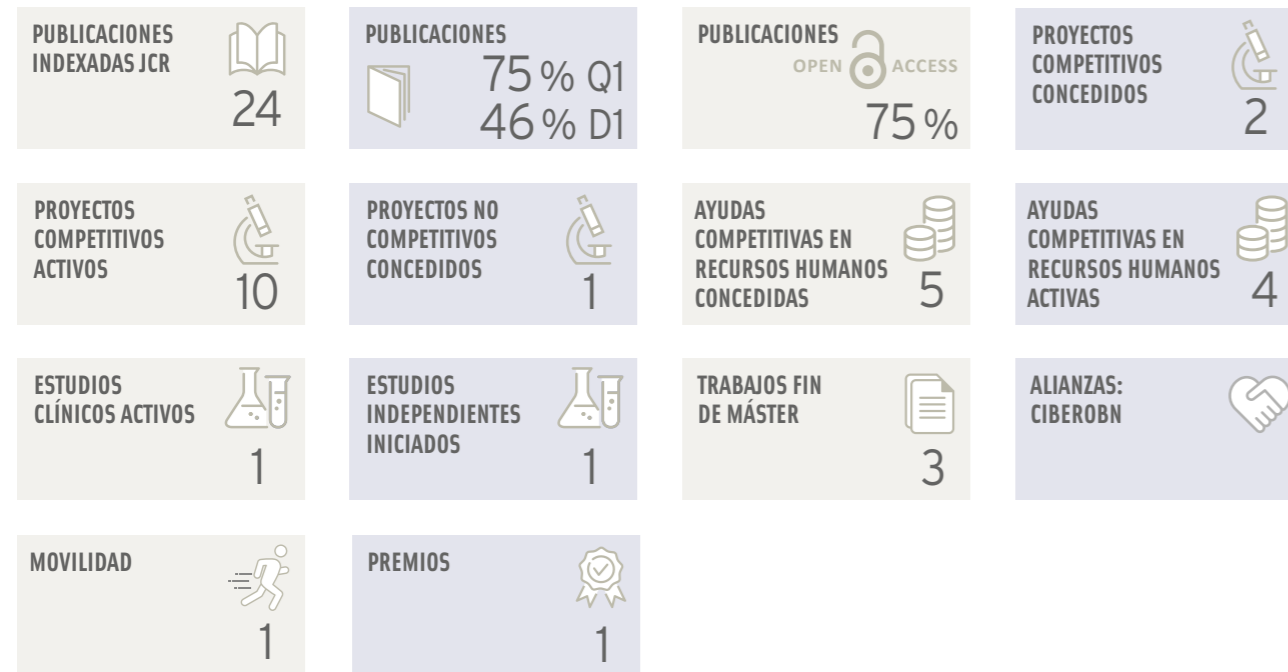 PUBLICACIONES
INDEXADAS JCR
24
PUBLICACIONES
75 % Q1
46 % D1
PUBLICACIONES
OPEN ACCESS
75 %
PROYECTOS
COMPETITIVOS
CONCEDIDOS
2
PROYECTOS
COMPETITIVOS
ACTIVOS
10
PROYECTOS NO
COMPETITIVOS
CONCEDIDOS
1
AYUDAS
COMPETITIVAS EN
RECURSOS HUMANOS
CONCEDIDAS
5
AYUDAS
COMPETITIVAS EN
RECURSOS HUMANOS
ACTIVAS
4
ESTUDIOS
CLÍNICOS ACTIVOS
1
ESTUDIOS
INDEPENDIENTES
INICIADOS
1
TRABAJOS FIN
DE MÁSTER
3
ALIANZAS:
CIBEROBN
MOVILIDAD
1
PREMIOS
1